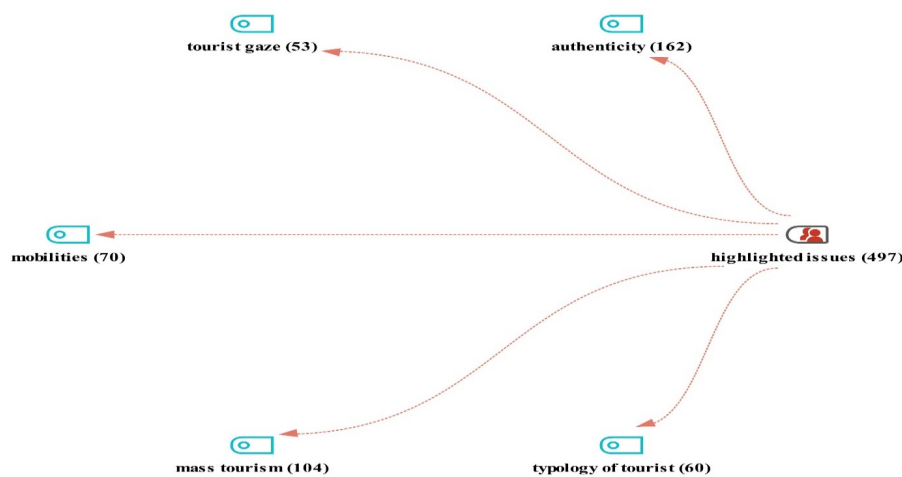 tourist gaze (53)
authenticity (162)
mobilities (70)
highlighted issues (497)
mass tourism (104)
typology of tourist (60)